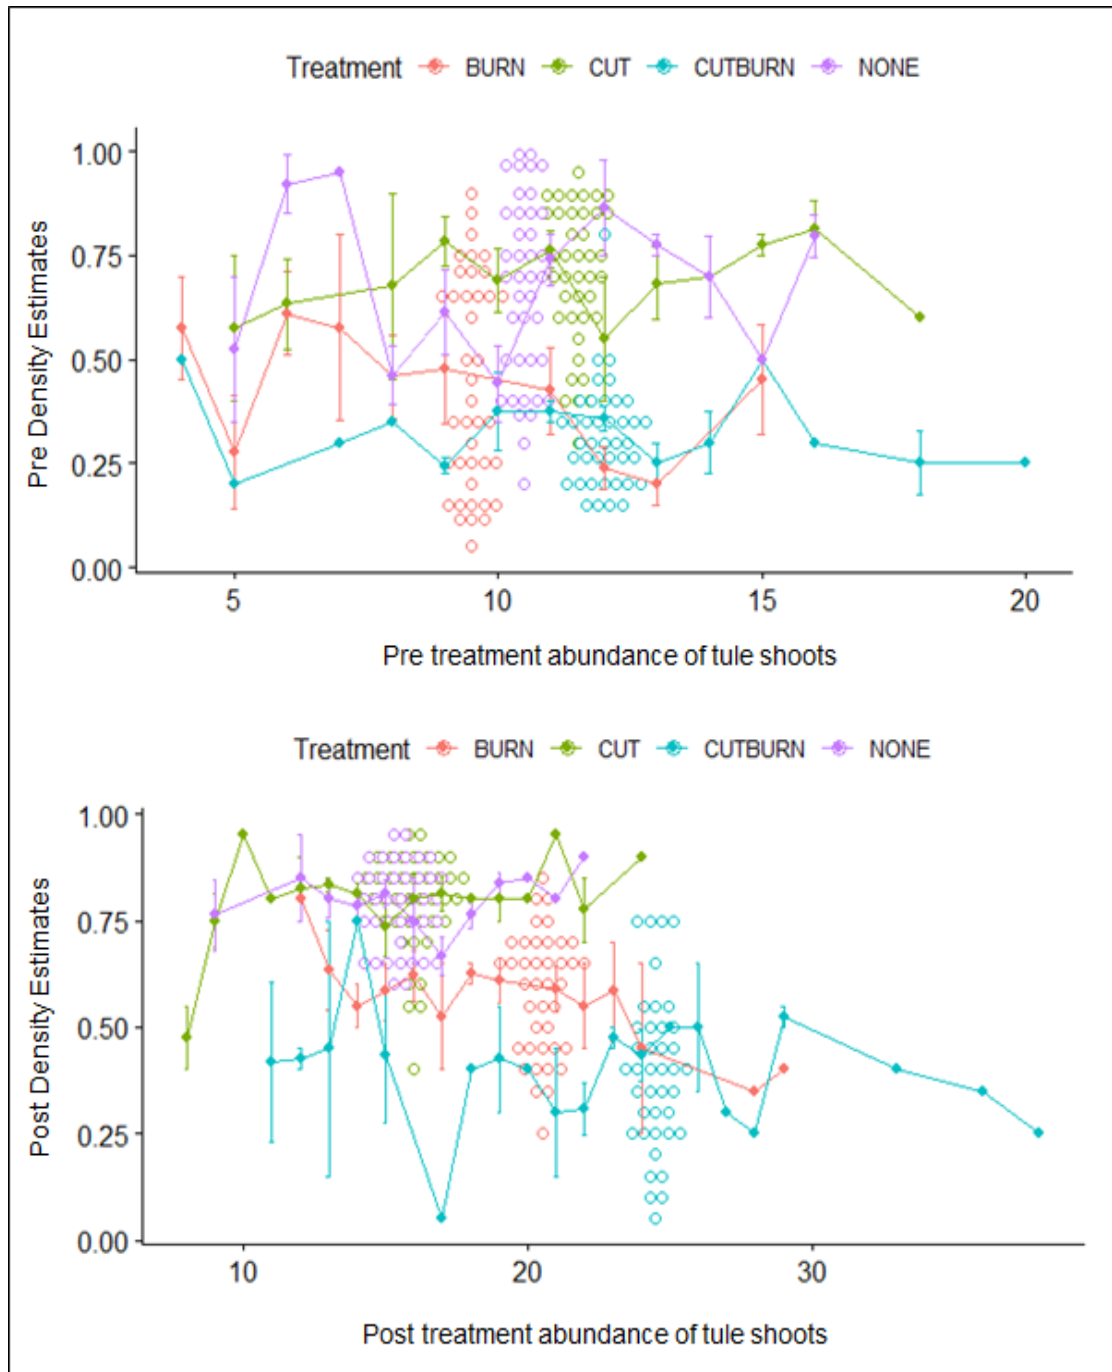 Treatment BURN CUT CUTBURN NONE
1.00
0.75
0.50
0.25
0.00
Pre Density Estimates
5 10 15 20
Pre treatment abundance of tule shoots
Treatment BURN CUT CUTBURN NONE
1.00
0.75
0.50
0.25
0.00
Post Density Estimates
10 20 30
Post treatment abundance of tule shoots